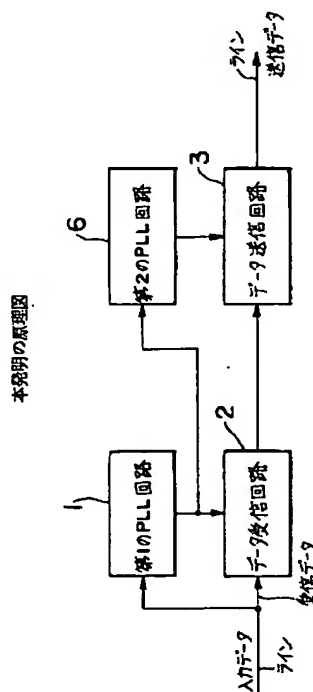 本発明の原理図
1
第1のPLL回路
6
第2のPLL回路
2
データ受信回路
3
データ送信回路
入力データ
ライン
受信データ
ライン
送信データ